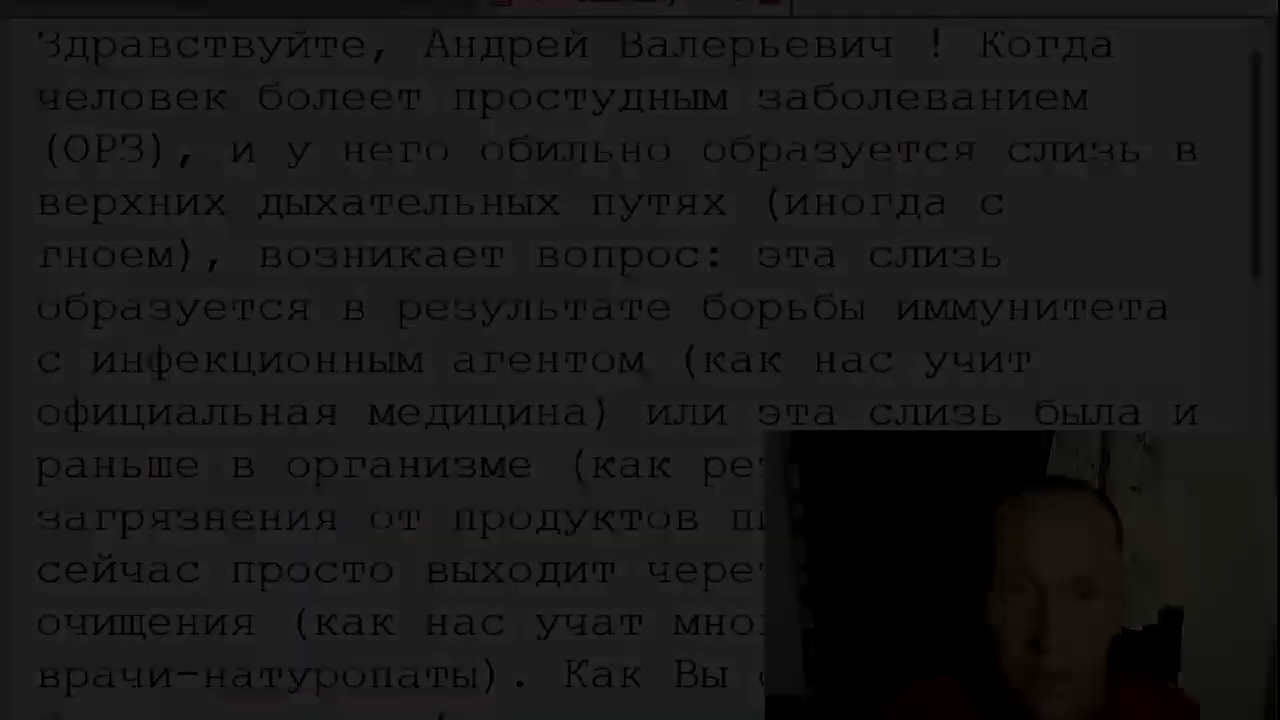 Здравствуйте, Андрей Валерьевич ! Когда
человек болеет простудным заболеванием
(ОРЗ), и у него обильно образуется слизь в
верхних дыхательных путях (иногда с
гноем), возникает вопрос: эта слизь
образуется в результате борьбы иммунитета
с инфекционным агентом (как нас учит
официальная медицина) или эта слизь была и
раньше в организме (как
загрязнения от продуктов
сейчас просто выходит
очищения (как нас учат
врачи-натуропаты). Как Вы